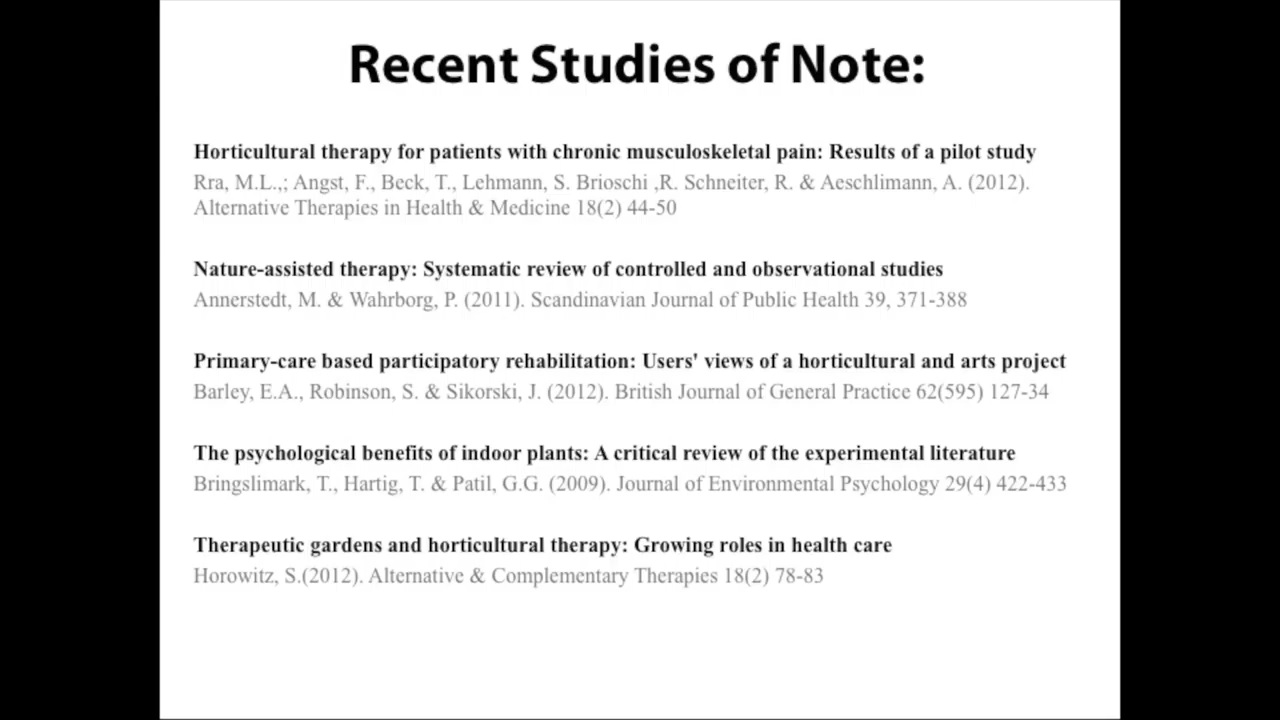 Recent Studies of Note:
Horticultural therapy for patients with chronic musculoskeletal pain: Results of a pilot study
Rra, M.L.,; Angst, F., Beck, T., Lehmann, S. Brioschi ,R. Schneiter, R. & Aeschlimann, A. (2012).
Alternative Therapies in Health & Medicine 18(2) 44-50
Nature-assisted therapy: Systematic review of controlled and observational studies
Annerstedt, M. & Wahrborg, P. (2011). Scandinavian Journal of Public Health 39, 371-388
Primary-care based participatory rehabilitation: Users' views of a horticultural and arts project
Barley, E.A., Robinson, S. & Sikorski, J. (2012). British Journal of General Practice 62(595) 127-34
The psychological benefits of indoor plants: A critical review of the experimental literature
Bringslimark, T., Hartig, T. & Patil, G.G. (2009). Journal of Environmental Psychology 29(4) 422-433
Therapeutic gardens and horticultural therapy: Growing roles in health care
Horowitz, S.(2012). Alternative & Complementary Therapies 18(2) 78-83